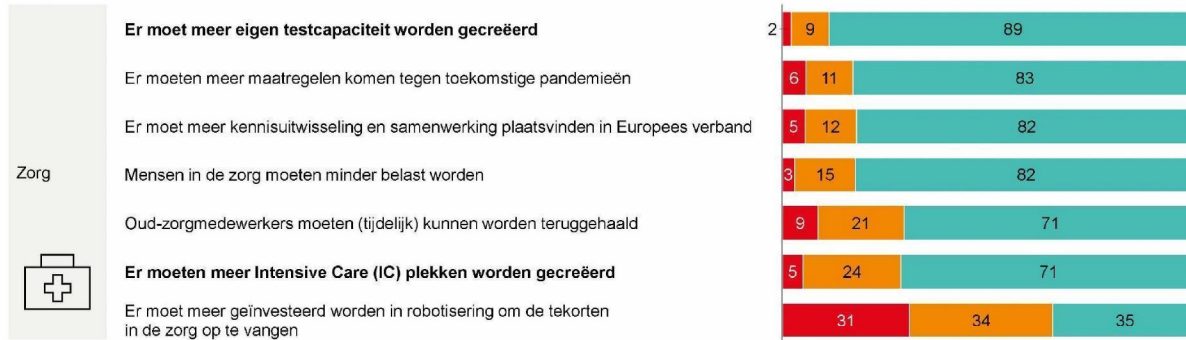 Er moet meer eigen testcapaciteit worden gecreëerd 2 9 89
Er moeten meer maatregelen komen tegen toekomstige pandemieën 6 11 83
Er moet meer kennisuitwisseling en samenwerking plaatsvinden in Europees verband 5 12 82
Zorg Mensen in de zorg moeten minder belast worden 3 15 82
Oud-zorgmedewerkers moeten (tijdelijk) kunnen worden teruggehaald 9 21 71
Er moeten meer Intensive Care (IC) plekken worden gecreëerd 5 24 71
Er moet meer geïnvesteerd worden in robotisering om de tekorten
in de zorg op te vangen 31 34 35